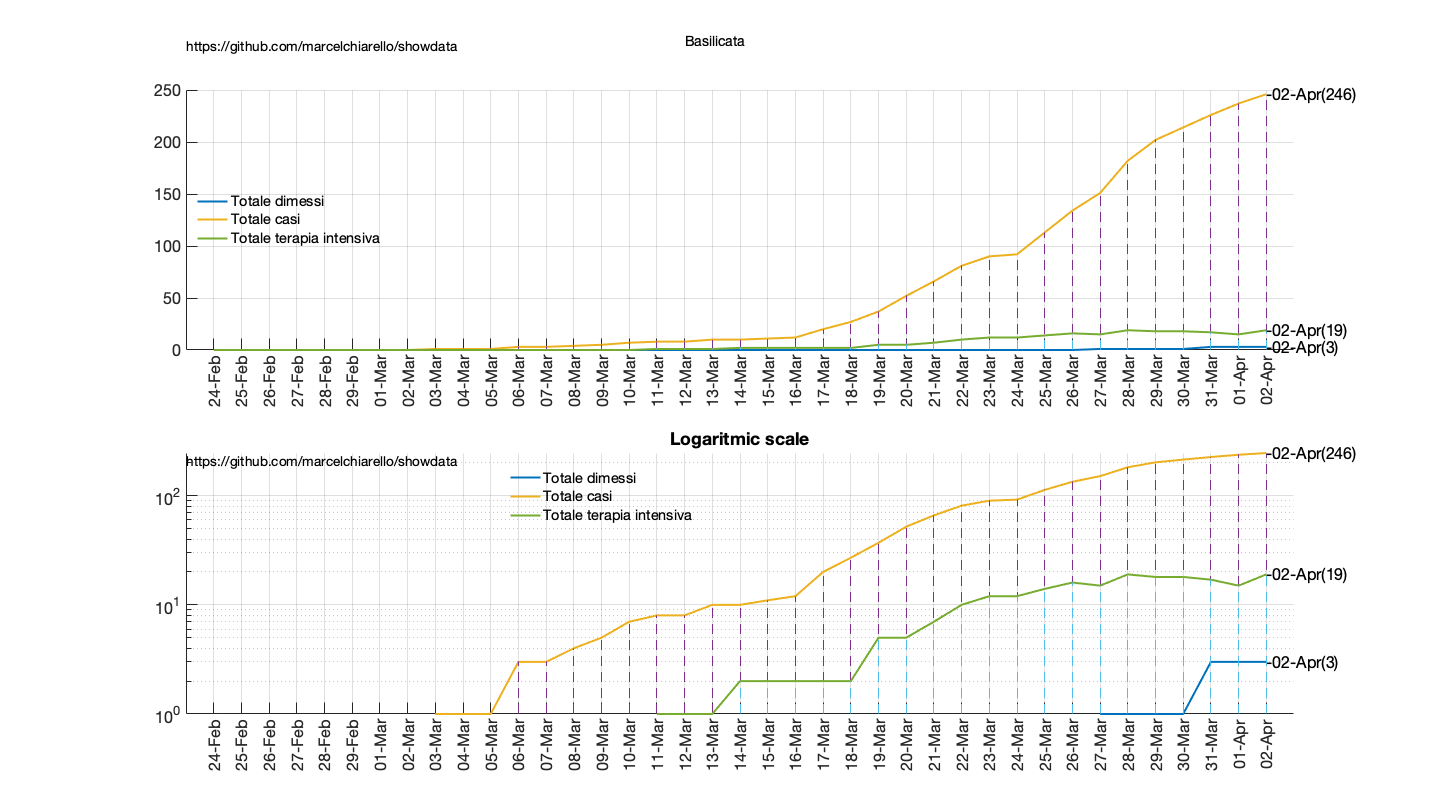 https://github.com/marcelchiarello/showdata
Basilicata
250
200
150
100
50
0
-02-Apr(246)
-02-Apr(19)
-02-Apr(3)
Totale dimessi
Totale casi
Totale terapia intensiva
24-Feb
25-Feb
26-Feb
27-Feb
28-Feb
29-Feb
01-Mar
02-Mar
03-Mar
04-Mar
05-Mar
06-Mar
07-Mar
08-Mar
09-Mar
10-Mar
11-Mar
12-Mar
13-Mar
14-Mar
15-Mar
16-Mar
17-Mar
18-Mar
19-Mar
20-Mar
21-Mar
22-Mar
23-Mar
24-Mar
25-Mar
26-Mar
27-Mar
28-Mar
29-Mar
30-Mar
31-Mar
01-Apr
02-Apr
Logaritmic scale
https://github.com/marcelchiarello/showdata
10²
10¹
10⁰
-02-Apr(246)
-02-Apr(19)
-02-Apr(3)
Totale dimessi
Totale casi
Totale terapia intensiva
24-Feb
25-Feb
26-Feb
27-Feb
28-Feb
29-Feb
01-Mar
02-Mar
03-Mar
04-Mar
05-Mar
06-Mar
07-Mar
08-Mar
09-Mar
10-Mar
11-Mar
12-Mar
13-Mar
14-Mar
15-Mar
16-Mar
17-Mar
18-Mar
19-Mar
20-Mar
21-Mar
22-Mar
23-Mar
24-Mar
25-Mar
26-Mar
27-Mar
28-Mar
29-Mar
30-Mar
31-Mar
01-Apr
02-Apr